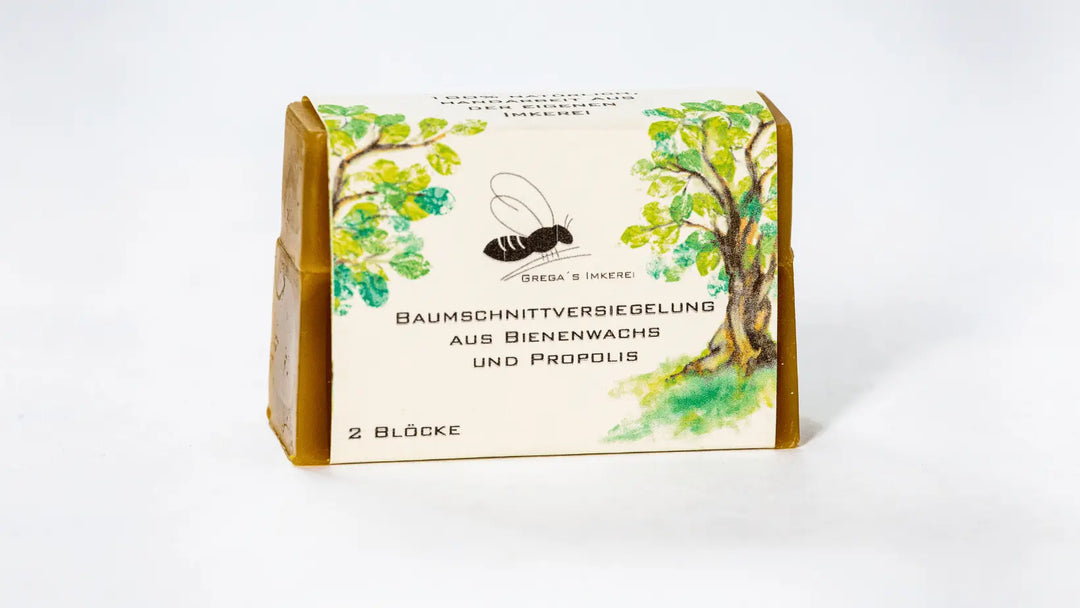 100% NATÜRLICH,
HANDARBEIT AUS
DER EIGENEN
IMKEREI
GREGA´S IMKEREI
BAUMSCHNITTVERSIEGELUNG
AUS BIENENWACHS
UND PROPOLIS
2 BLÖCKE